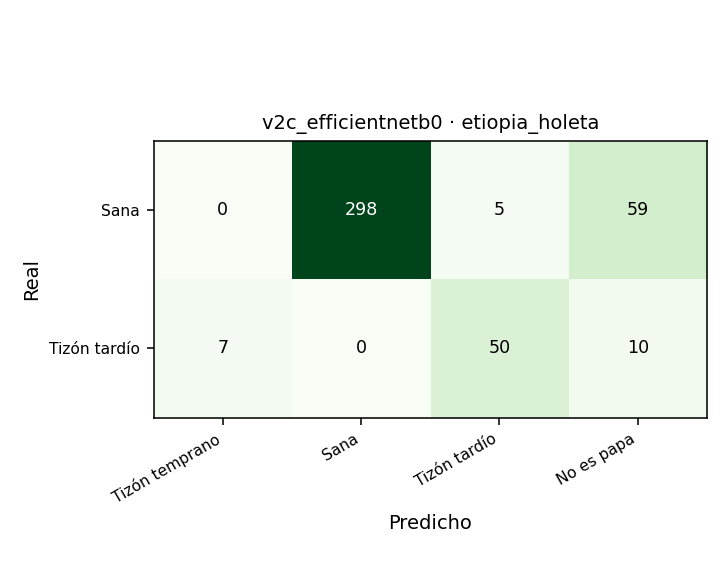 v2c_efficientnetb0 · etiopia_holeta
Real
Sana
0 298 5 59
Tizón tardío
7 0 50 10
Tizón temprano Sana Tizón tardío No es papa
Predicho